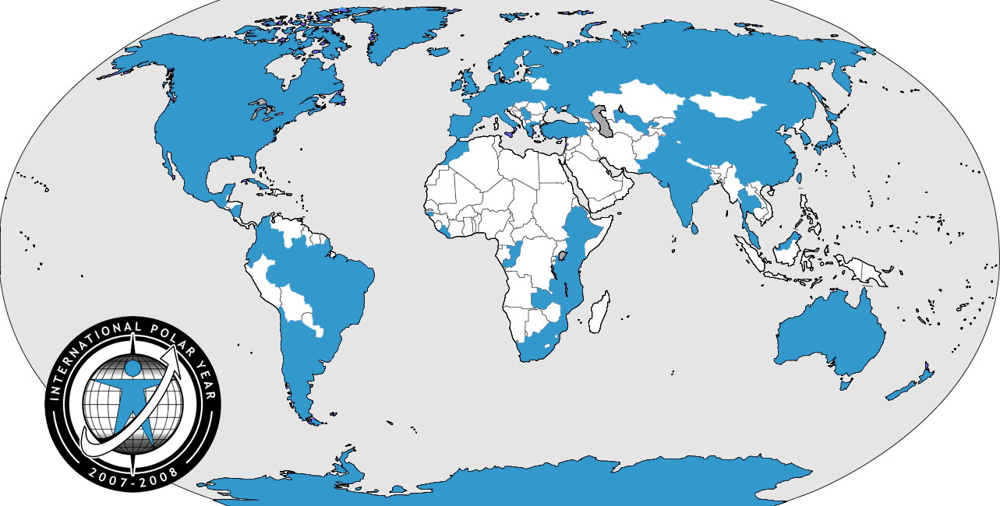 INTERNATIONAL POLAR YEAR
2007-2008